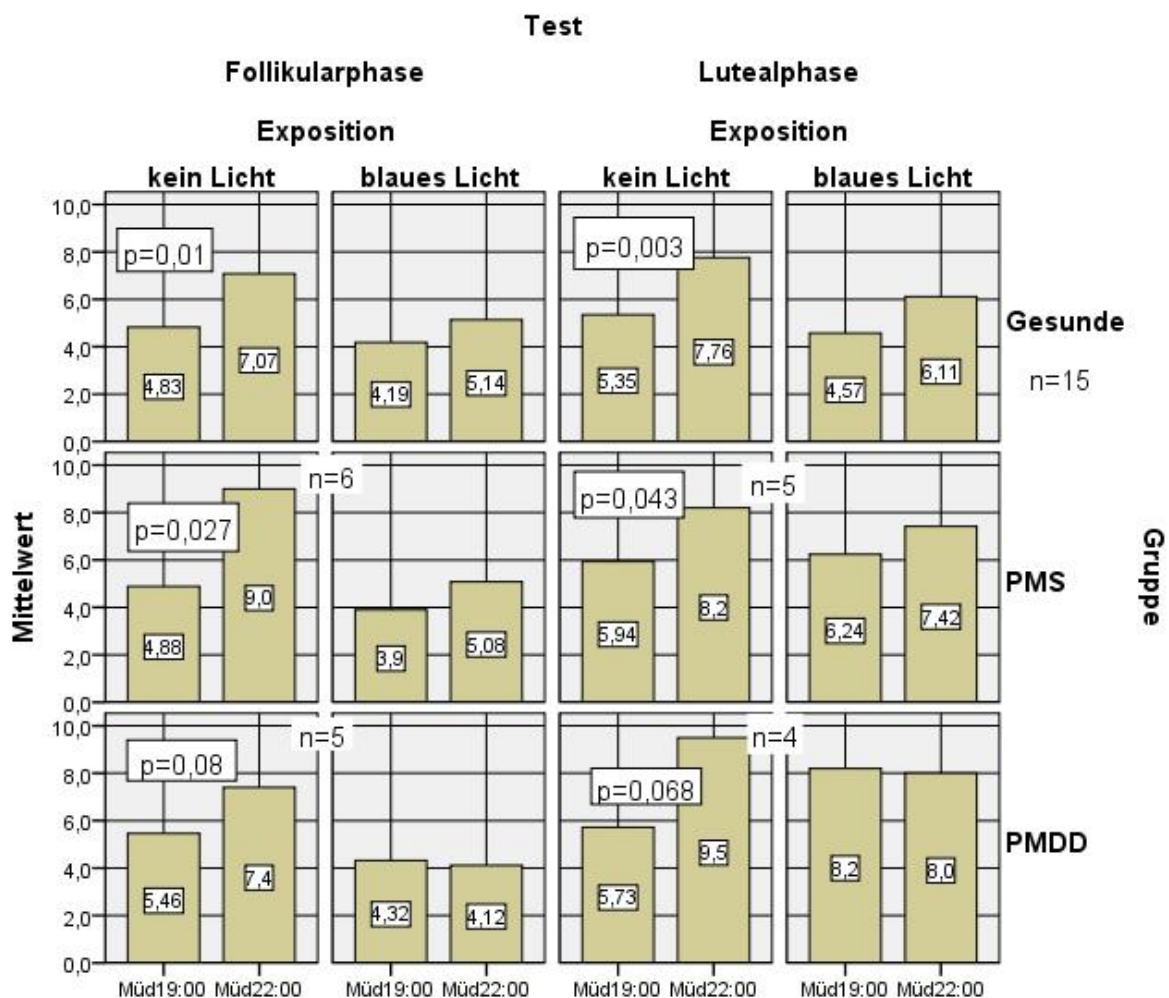 Test
Follikularphase Lutealphase
Exposition Exposition
kein Licht blaues Licht kein Licht blaues Licht
10,0
8,0
6,0
4,0
2,0
0,0
p=0,01
4,83 7,07
4,19 5,14
p=0,003
5,35 7,76
4,57 6,11
Gesunde
n=15
10,0
8,0
6,0
4,0
2,0
0,0
n=6
p=0,027
4,88 9,0
3,9 5,08
n=5
p=0,043
5,94 8,2
6,24 7,42
PMS
10,0
8,0
6,0
4,0
2,0
0,0
n=5
p=0,08
5,46 7,4
4,32 4,12
n=4
p=0,068
5,73 9,5
8,2 8,0
PMDD
Müd19:00 Müd22:00 Müd19:00 Müd22:00 Müd19:00 Müd22:00 Müd19:00 Müd22:00
Mittelwert
Gruppe